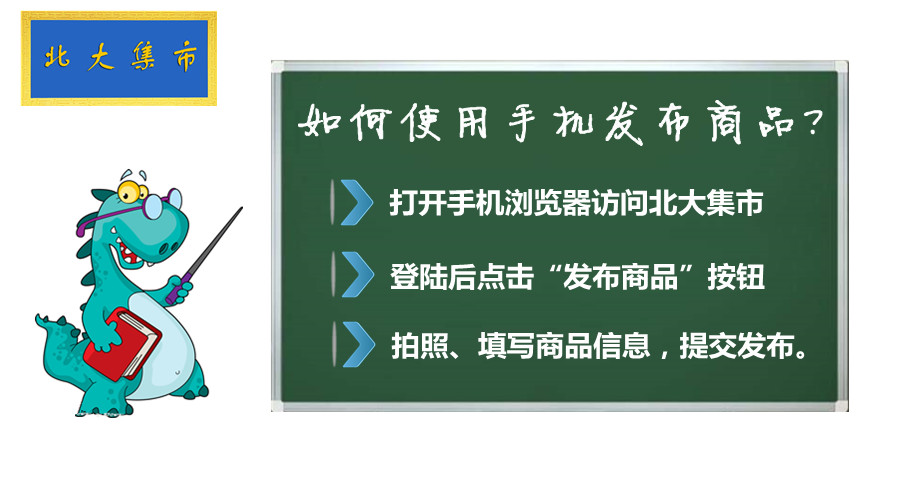 北大集市
如何使用手机发布商品?
打开手机浏览器访问北大集市
登陆后点击“发布商品”按钮
拍照、填写商品信息，提交发布。